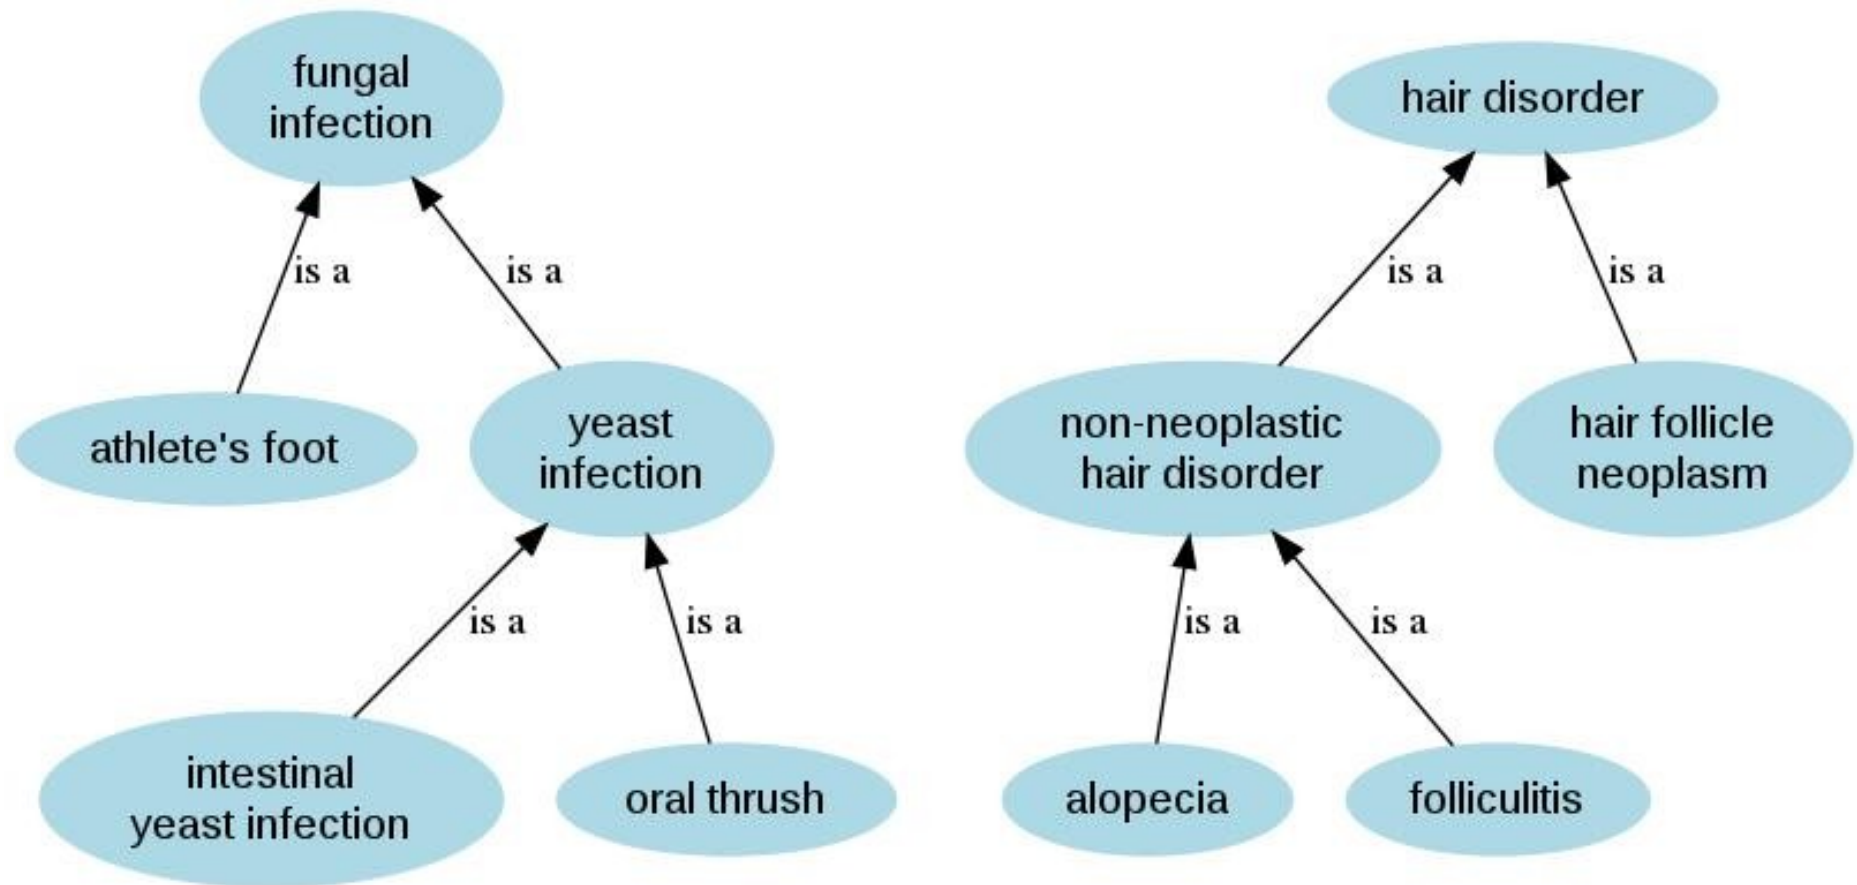 fungal
infection
hair disorder
is a
is a
is a
is a
athlete's foot
yeast
infection
non-neoplastic
hair disorder
hair follicle
neoplasm
is a
is a
is a
is a
intestinal
yeast infection
oral thrush
alopecia
folliculitis